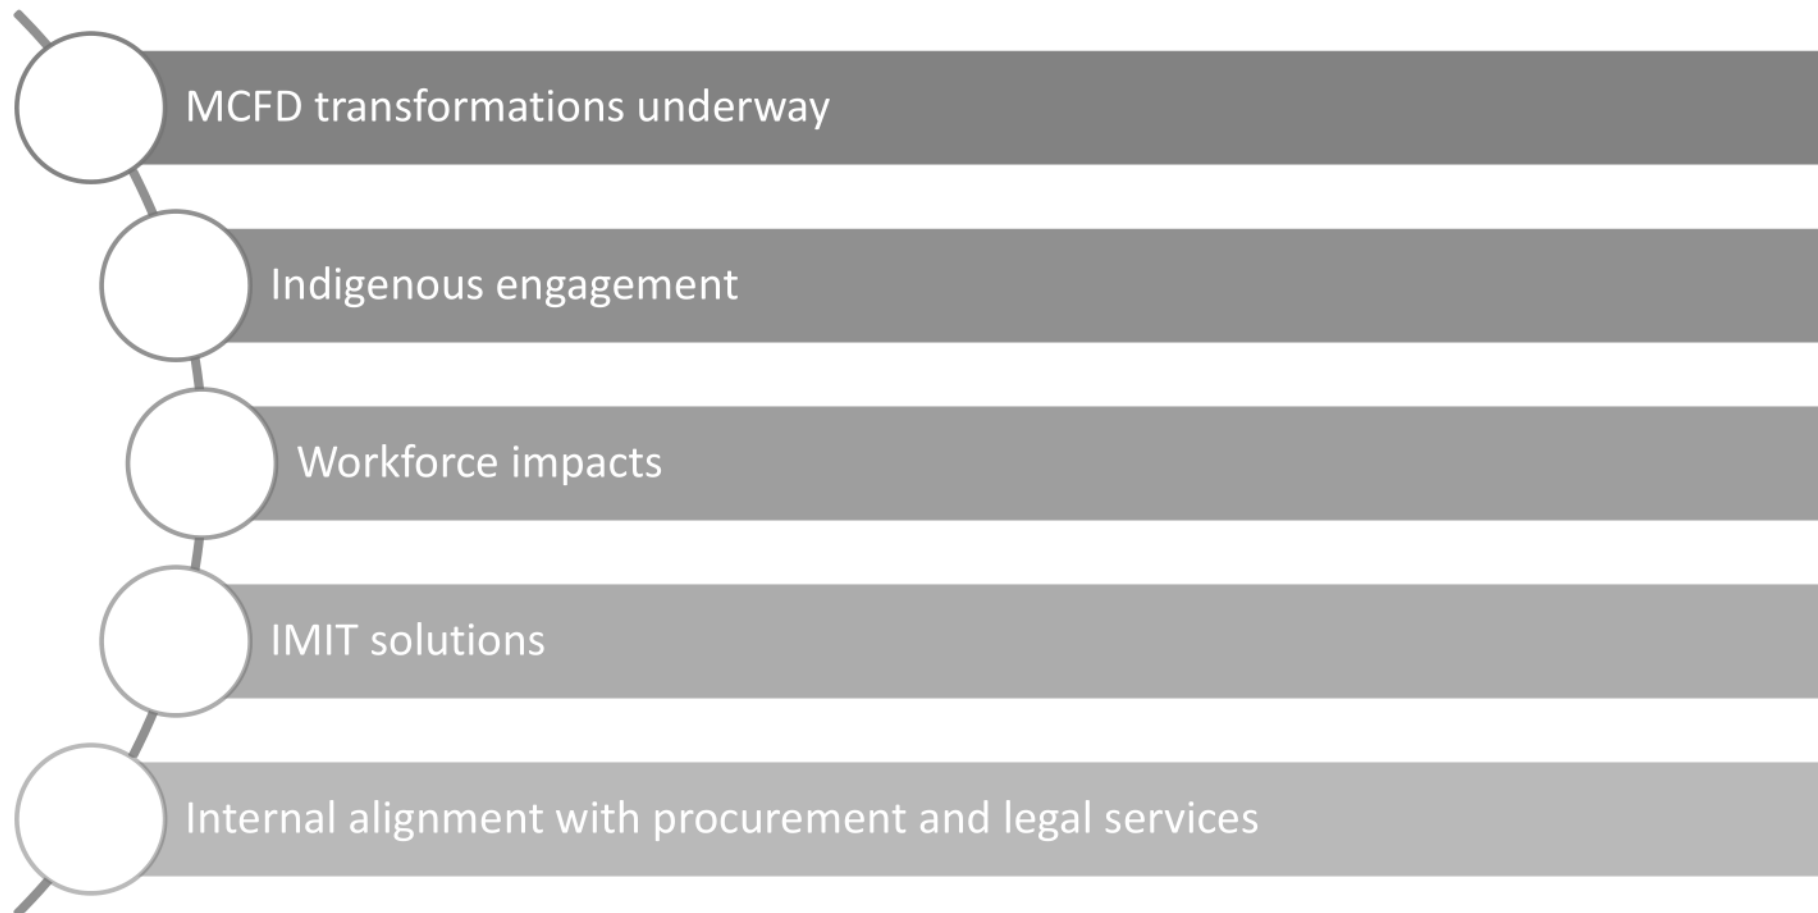 MCFD transformations underway
Indigenous engagement
Workforce impacts
IMIT solutions
Internal alignment with procurement and legal services